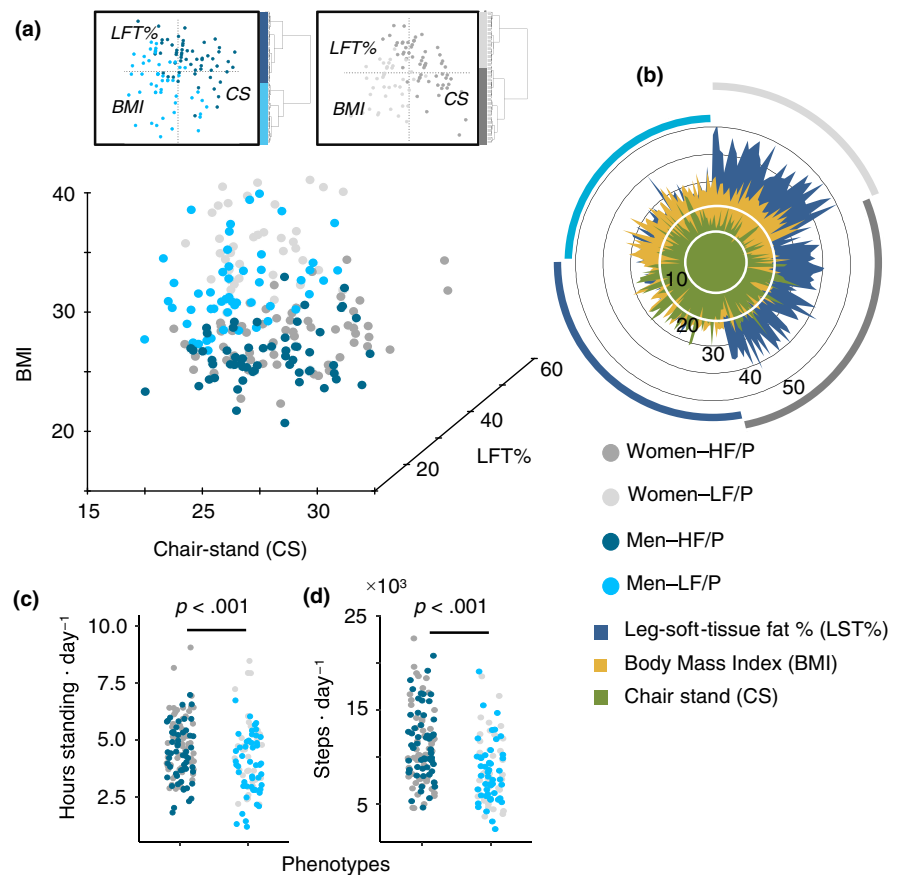 (a)
LFT%
BMI
CS
LFT%
BMI
CS
(b)
10
20
30
40
50
40
30
20
BMI
15
25
30
Chair-stand (CS)
20
40
60
LFT%
Women–HF/P
Women–LF/P
Men–HF/P
Men–LF/P
Leg-soft-tissue fat % (LST%)
Body Mass Index (BMI)
Chair stand (CS)
(c)
p < .001
10.0
7.5
5.0
2.5
Hours standing · day⁻¹
(d)
×10³
p < .001
25
15
5
Steps · day⁻¹
Phenotypes